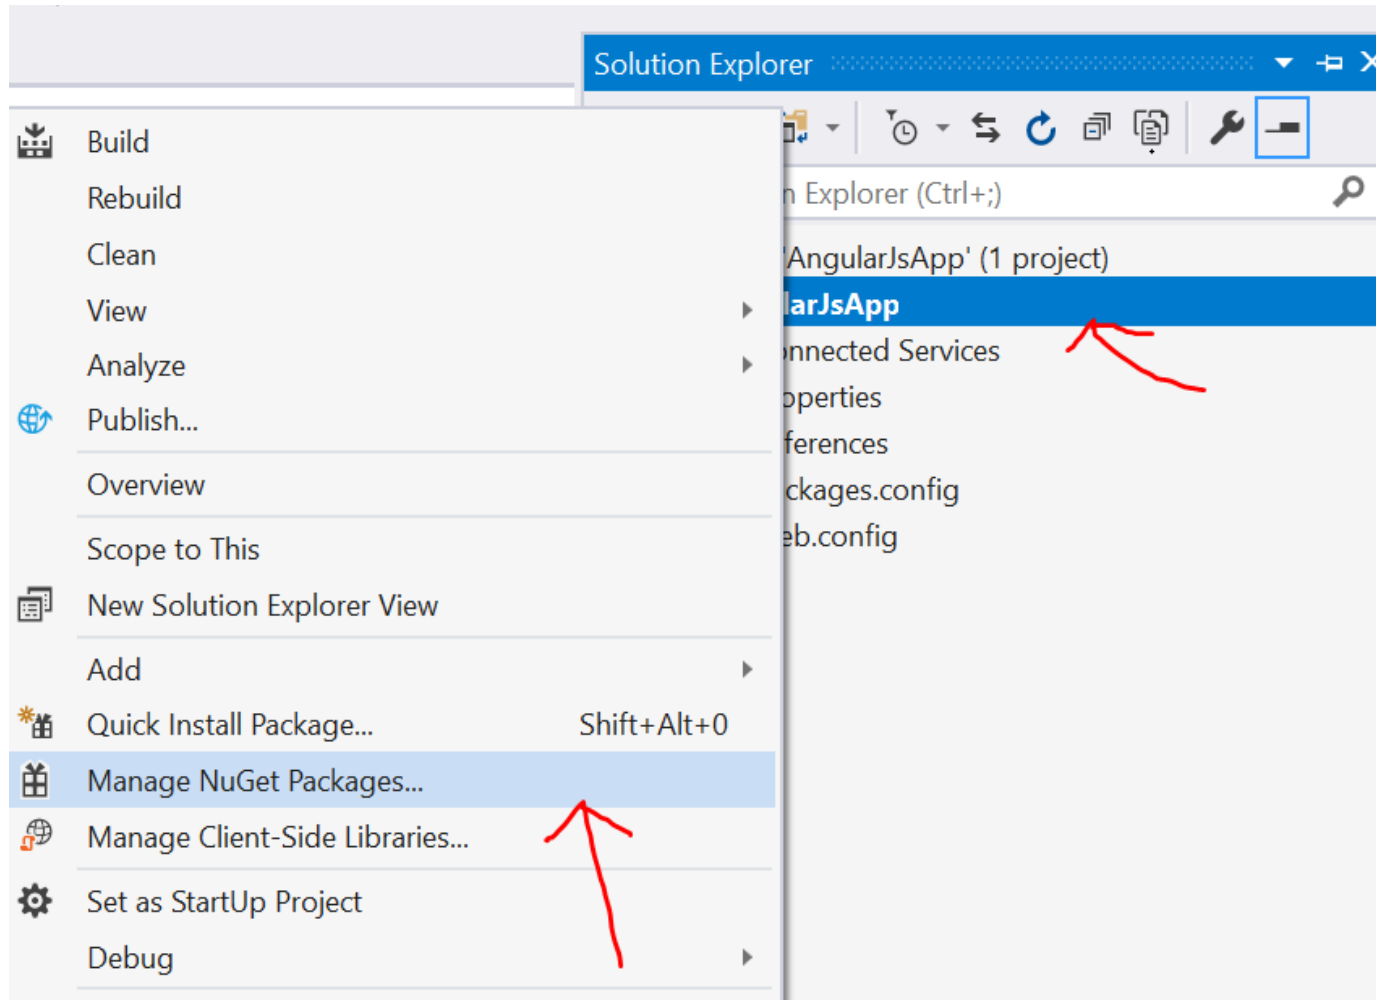 Solution Explorer
Explorer (Ctrl+;)
'AngularJsApp' (1 project)
larJsApp
onnected Services
operties
ferences
ckages.config
eb.config
Build
Rebuild
Clean
View
Analyze
Publish...
Overview
Scope to This
New Solution Explorer View
Add
Quick Install Package... Shift+Alt+0
Manage NuGet Packages...
Manage Client-Side Libraries...
Set as StartUp Project
Debug